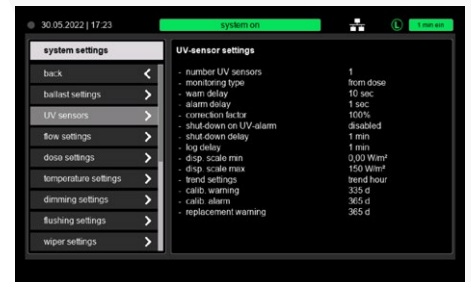 30.05.2022 | 17:23
system on
L
1 min ein
system settings
back
ballast settings
UV sensors
flow settings
dose settings
temperature settings
dimming settings
flushing settings
wiper settings
UV-sensor settings
- number UV sensors 1
- monitoring type from dose
- warn delay 10 sec
- alarm delay 1 sec
- correction factor 100%
- shut-down on UV-alarm disabled
- shut-down delay 1 min
- log delay 1 min
- disp. scale min 0,00 W/m²
- disp. scale max 150 W/m²
- trend settings trend hour
- calib. warning 335 d
- calib. alarm 365 d
- replacement warning 365 d